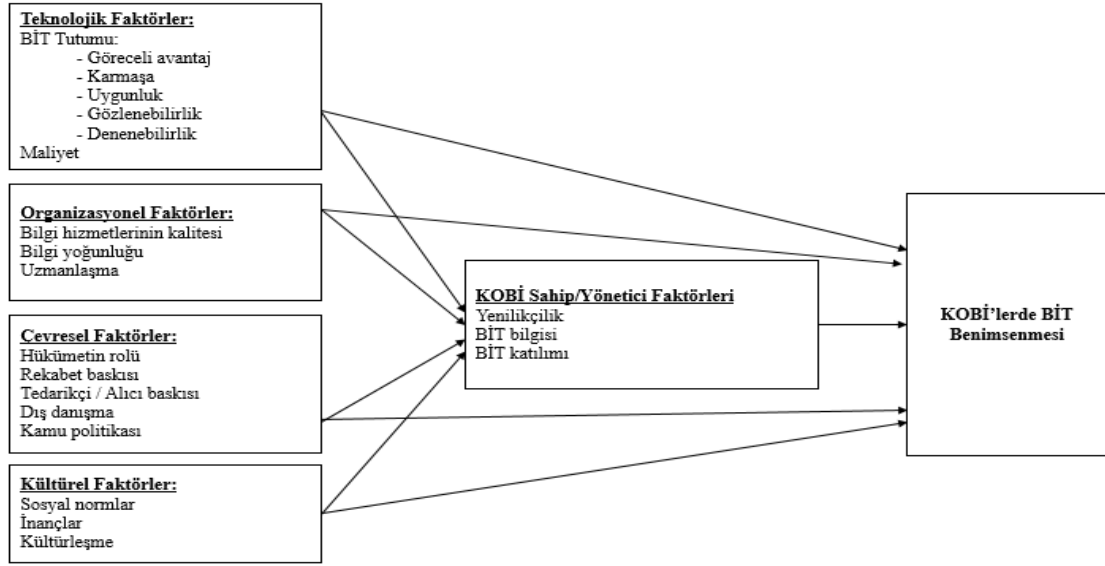 Teknolojik Faktörler:
BİT Tutumu:
- Göreceli avantaj
- Karmaşa
- Uygunluk
- Gözlenebilirlik
- Denenebilirlik
Maliyet
Organizasyonel Faktörler:
Bilgi hizmetlerinin kalitesi
Bilgi yoğunluğu
Uzmanlaşma
Çevresel Faktörler:
Hükümetin rolü
Rekabet baskısı
Tedarikçi / Alıcı baskısı
Dış danışma
Kamu politikası
Kültürel Faktörler:
Sosyal normlar
İnançlar
Kültürleşme
KOBİ Sahip/Yönetici Faktörleri
Yenilikçilik
BİT bilgisi
BİT katılımı
KOBİ’lerde BİT
Benimsenmesi